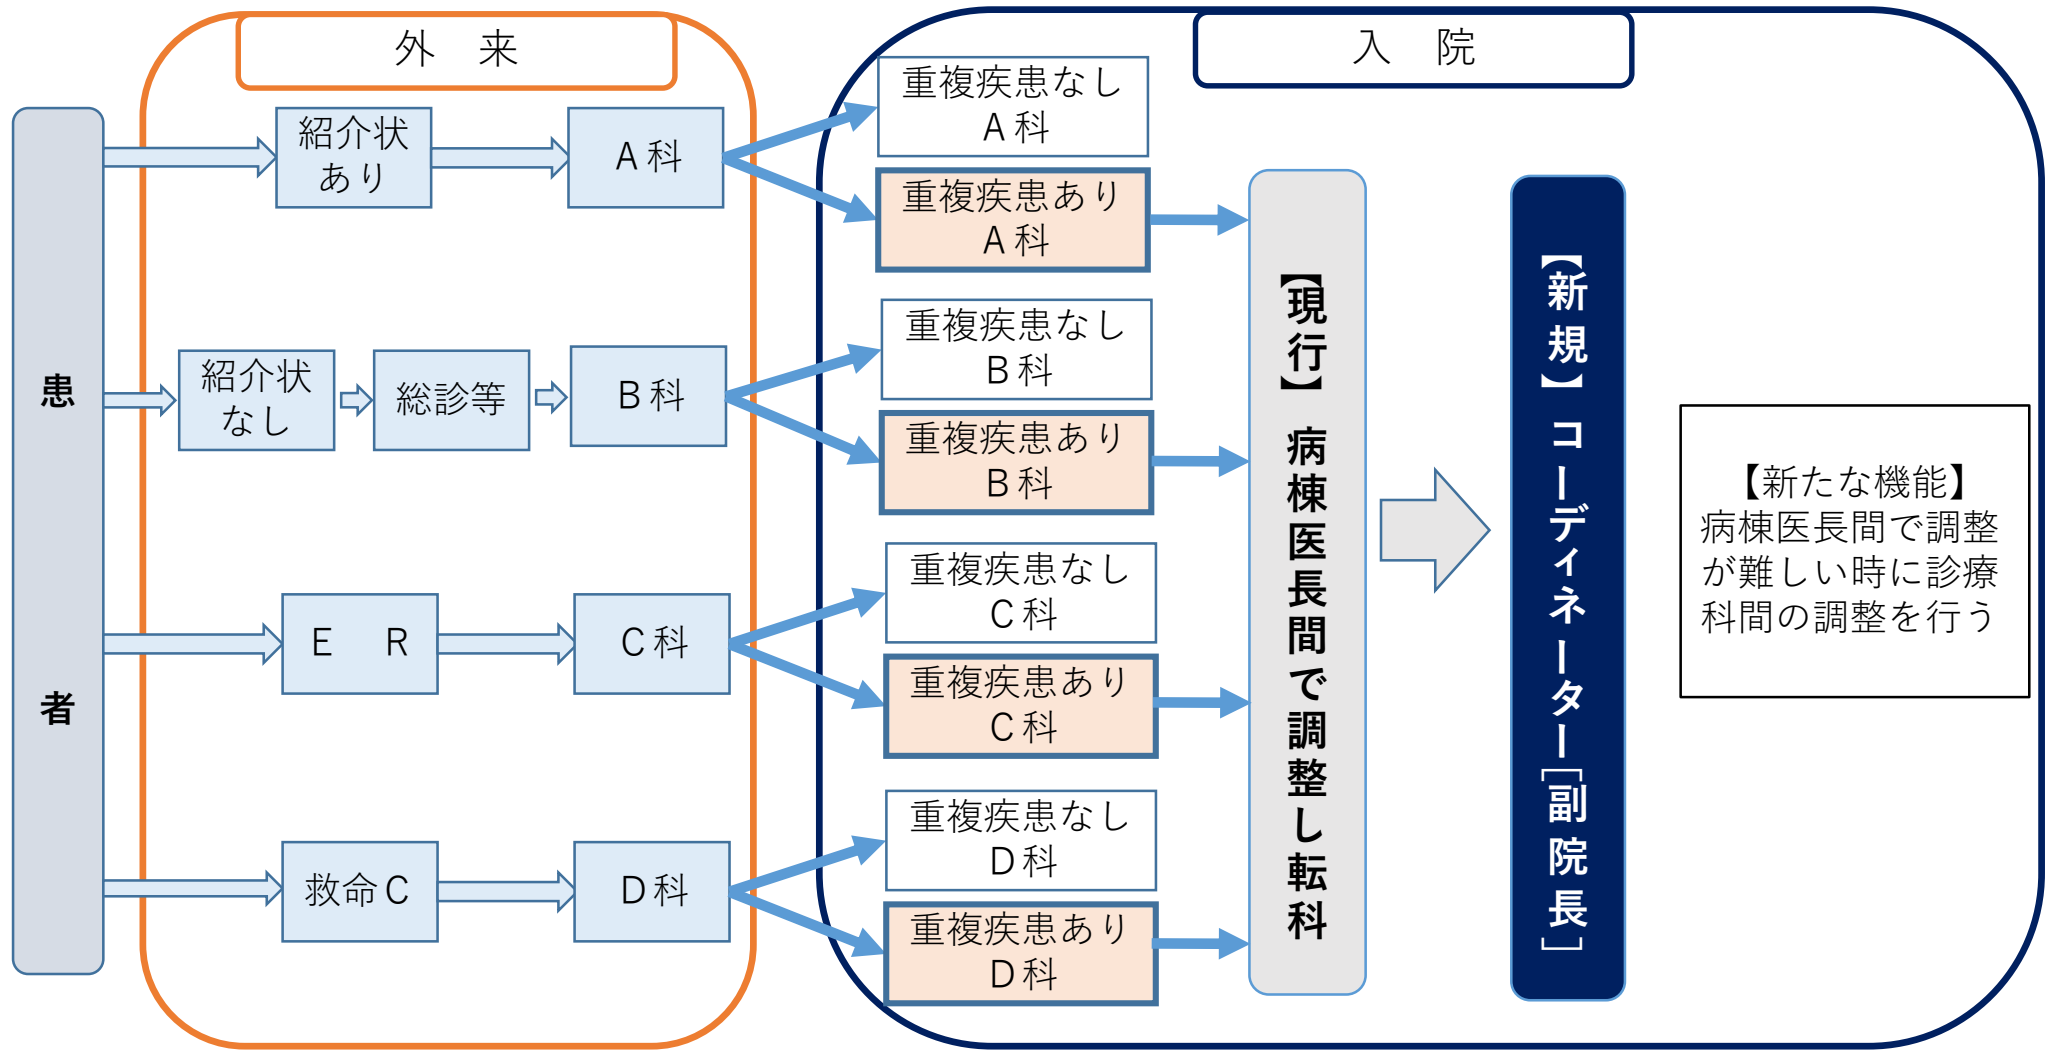 外　来
入　院
患者
紹介状
あり
A科
重複疾患なし
A科
重複疾患あり
A科
紹介状
なし
総診等
B科
重複疾患なし
B科
重複疾患あり
B科
E　R
C科
重複疾患なし
C科
重複疾患あり
C科
救命C
D科
重複疾患なし
D科
重複疾患あり
D科
【現行】病棟医長間で調整し転科
【新規】コーディネーター[副院長]
【新たな機能】
病棟医長間で調整
が難しい時に診療
科間の調整を行う